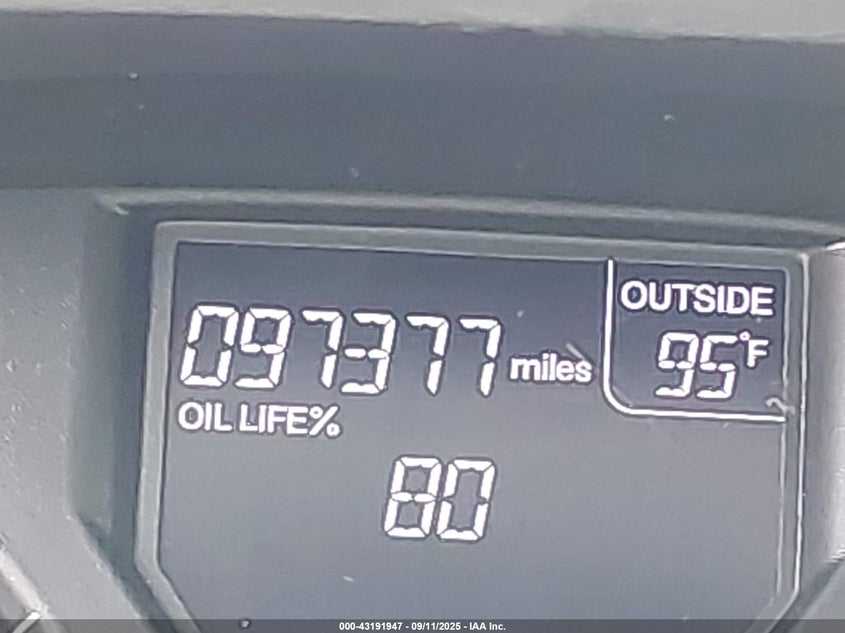 OUTSIDE
097377 miles
95°F
OIL LIFE%
80
000-43191947 - 09/11/2025 - IAA Inc.